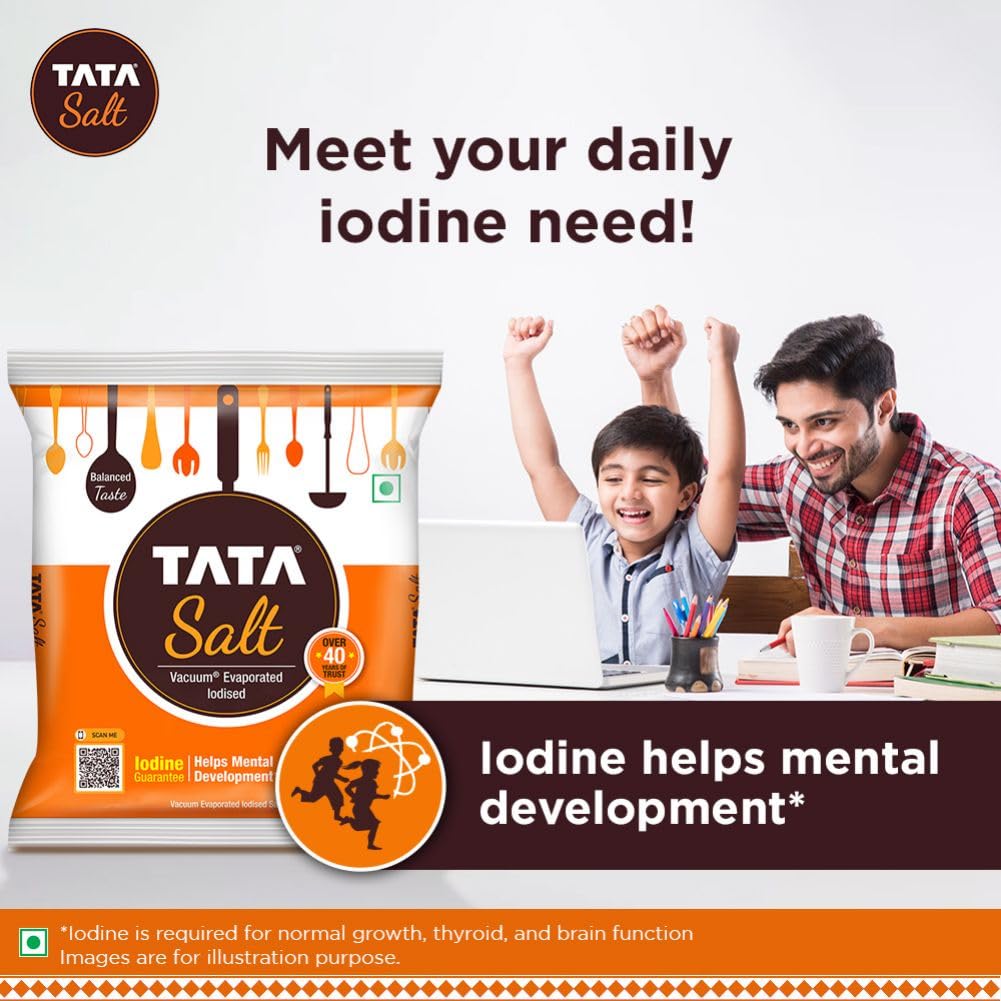 TATA
Salt
Meet your daily
iodine need!
Balanced
Taste
TATA®
Salt
Vacuum® Evaporated
Iodised
OVER
40
YEARS OF
TRUST
TATA Salt
SCAN ME
Iodine
Guarantee
Helps Mental
Development
Vacuum Evaporated Iodised
Iodine helps mental
development*
*Iodine is required for normal growth, thyroid, and brain function
Images are for illustration purpose.